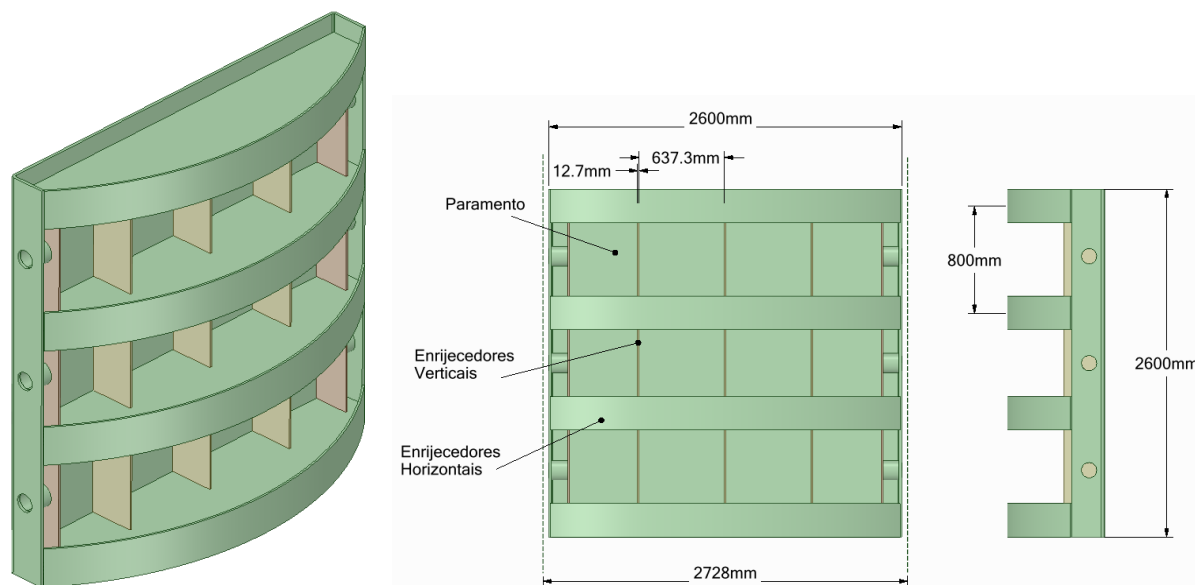 2600mm
637.3mm
12.7mm
Paramento
800mm
Enrijecedores
Verticais
2600mm
Enrijecedores
Horizontais
2728mm